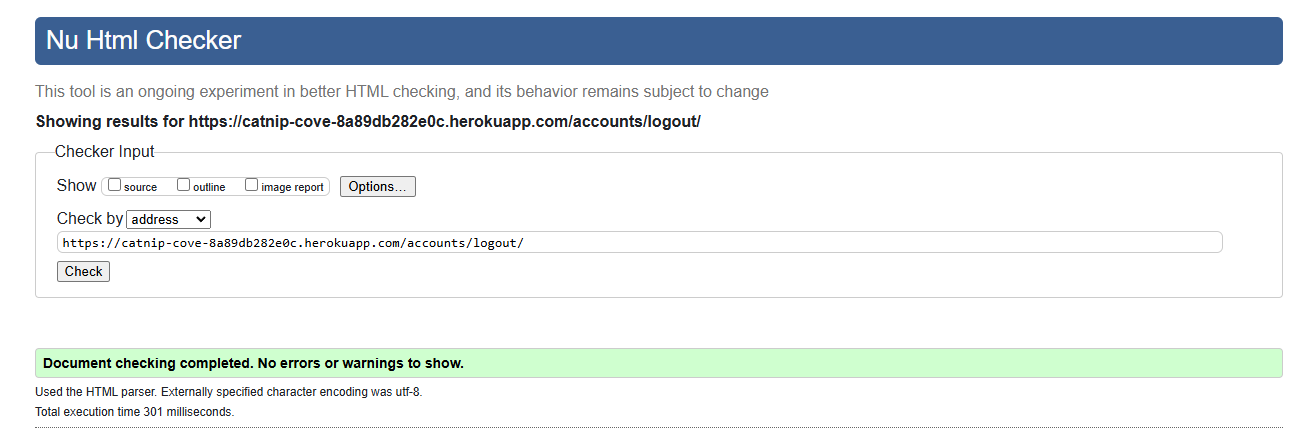 Nu Html Checker
This tool is an ongoing experiment in better HTML checking, and its behavior remains subject to change
Showing results for https://catnip-cove-8a89db282e0c.herokuapp.com/accounts/logout/
Checker Input
Show source outline image report Options...
Check by address
https://catnip-cove-8a89db282e0c.herokuapp.com/accounts/logout/
Check
Document checking completed. No errors or warnings to show.
Used the HTML parser. Externally specified character encoding was utf-8.
Total execution time 301 milliseconds.